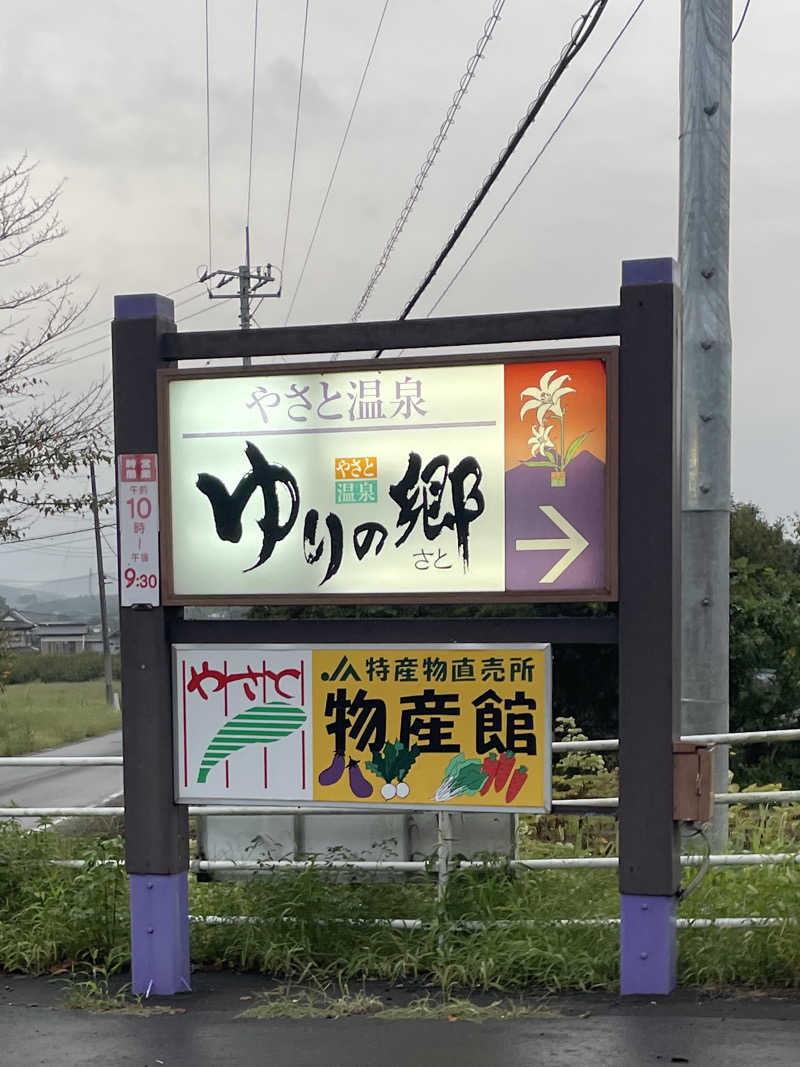 やさと温泉
ゆりの郷
さと
やさと
温泉
営業
時間
午前
10
時
~
午後
9:30
JA特産物直売所
物産館
やさと